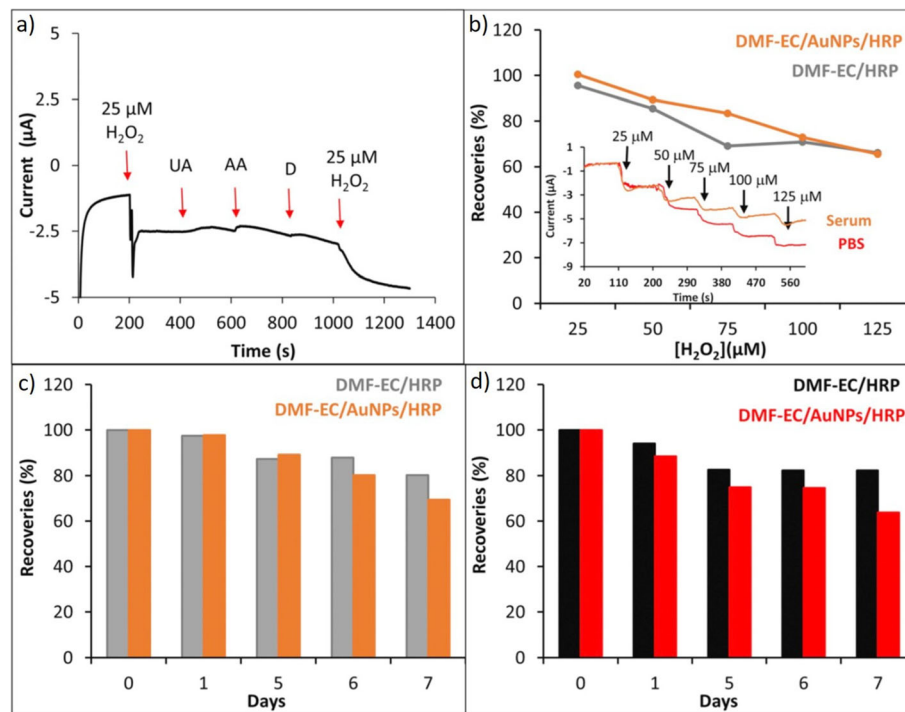 a)
5
2.5
0
-2.5
-5
Current (µA)
25 µM
H₂O₂
UA
AA
D
25 µM
H₂O₂
0 200 400 600 800 1000 1200 1400
Time (s)
b)
DMF-EC/AuNPs/HRP
DMF-EC/HRP
120
100
80
60
40
20
0
Recoveries (%)
1
-1
-3
-5
-7
-9
Current (µA)
25 µM
50 µM
75 µM
100 µM
125 µM
Serum
PBS
20 110 200 290 380 470 560
Time (s)
25 50 75 100 125
[H₂O₂](µM)
c)
DMF-EC/HRP
DMF-EC/AuNPs/HRP
120
100
80
60
40
20
0
Recoveries (%)
0 1 5 6 7
Days
d)
DMF-EC/HRP
DMF-EC/AuNPs/HRP
120
100
80
60
40
20
0
Recoveries (%)
0 1 5 6 7
Days